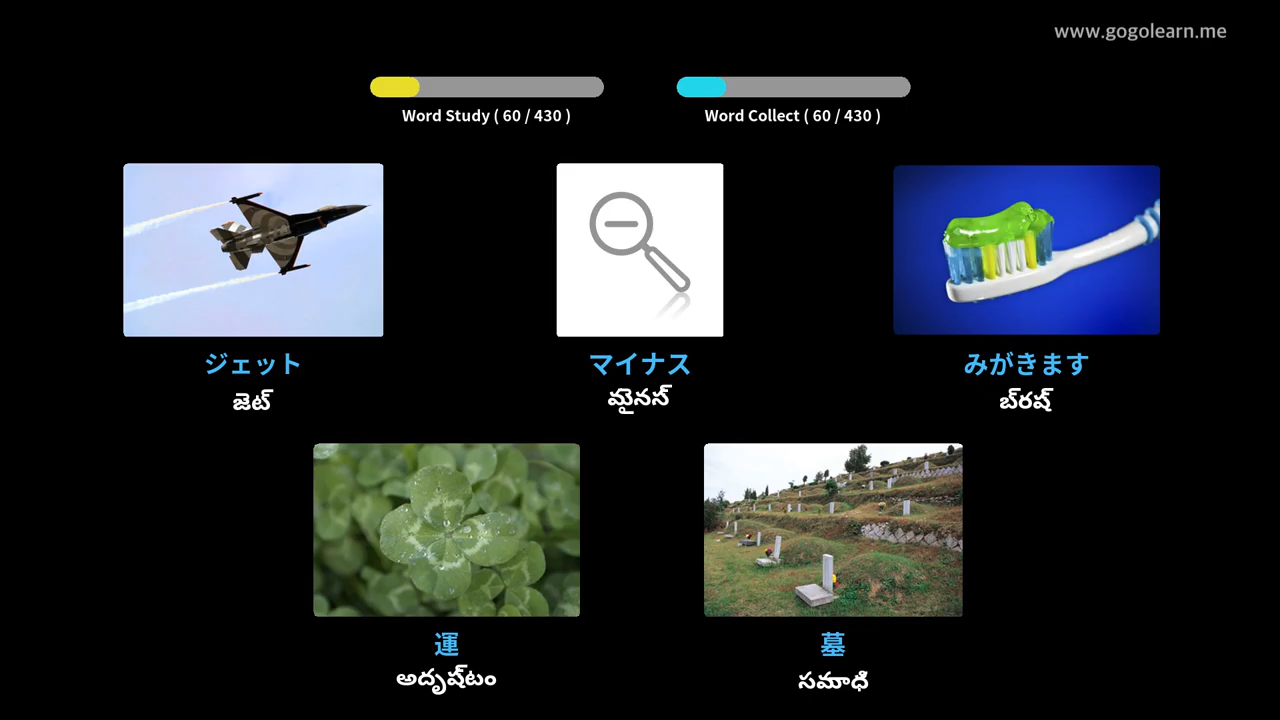 www.gogolearn.me
Word Study ( 60 / 430 )
Word Collect ( 60 / 430 )
ジェット
జెట్
マイナス
మైనస్
みがきます
బ్‌రష్
運
అదృష్‌టం
墓
సమాధి